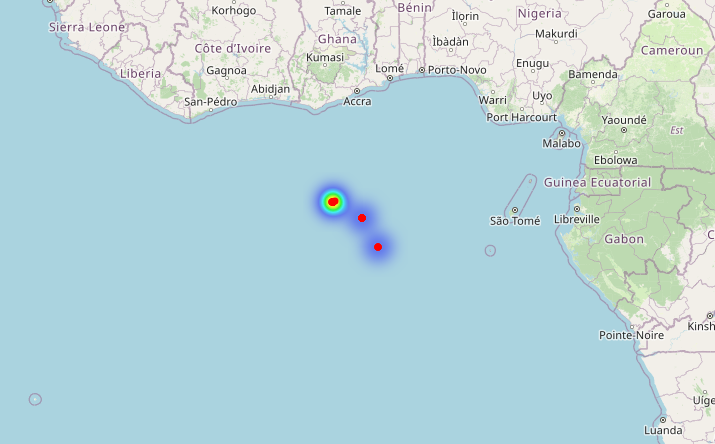 Korhogo
Tamale
Bénin
Nigeria
Garoua
Sierra Leone
Ìlorin
Makurdi
Côte d'Ivoire
Ghana
Ìbàdàn
Cameroun
Kumasi
Enugu
Liberia
Gagnoa
Lomé
Porto-Novo
Bamenda
Abidjan
San-Pédro
Accra
Warri
Uyo
Port Harcourt
Yaoundé
Est
Malabo
Ebolowa
Guinea Ecuatorial
São Tomé
Libreville
Gabon
C
Pointe-Noire
Kinsh
Uíge
Luanda